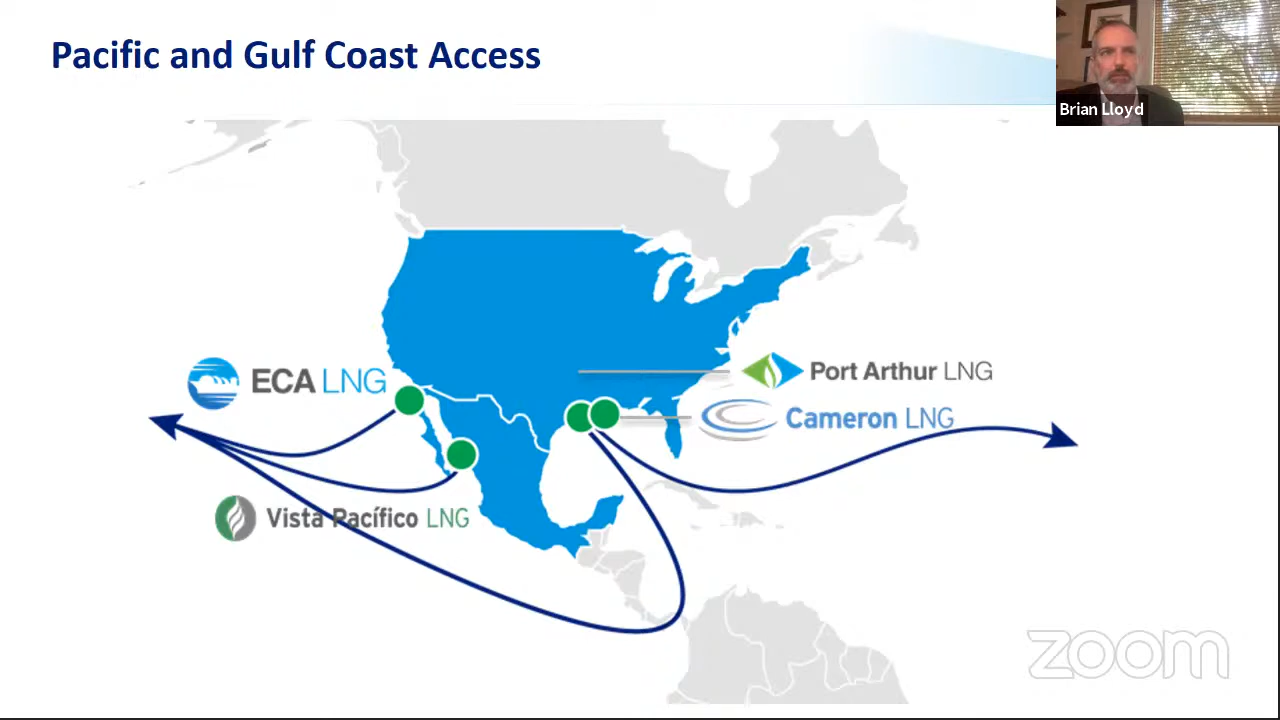 Pacific and Gulf Coast Access
Brian Lloyd
Port Arthur LNG
ECA LNG
Cameron LNG
Vista Pacífico LNG
zoom